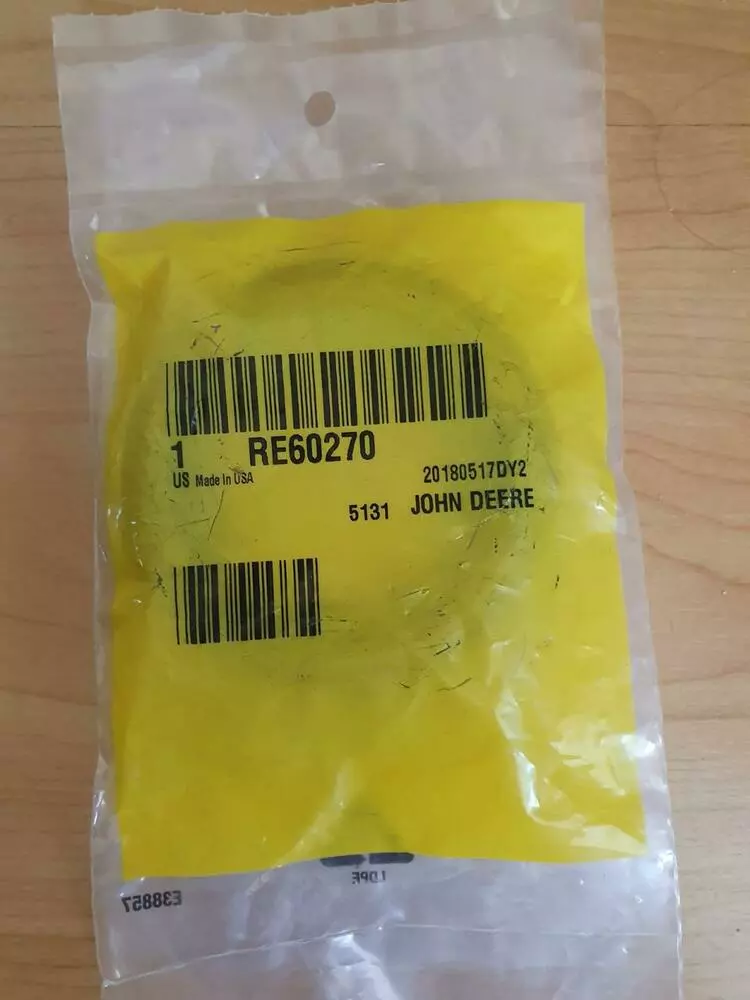 1 RE60270
US Made In USA 20180517DY2
5131 JOHN DEERE
LDPE
E38857